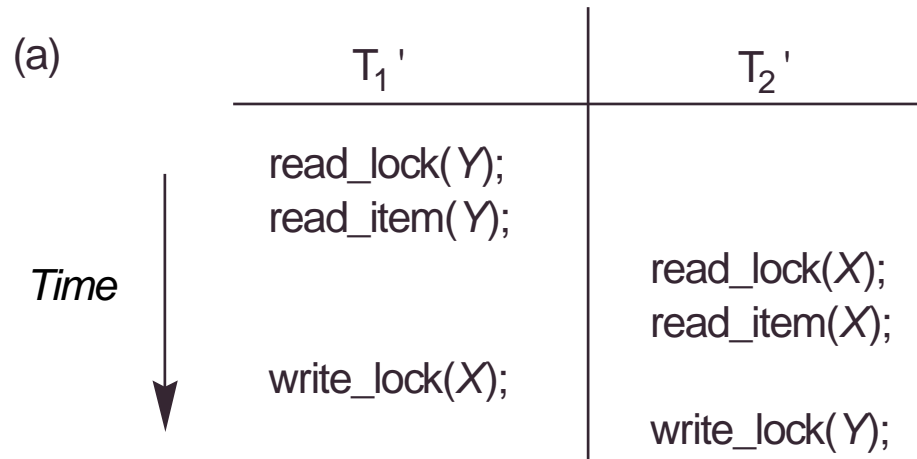 (a)
T1' T2'
read_lock(Y);
read_item(Y);
read_lock(X);
Time
read_item(X);
write_lock(X);
write_lock(Y);